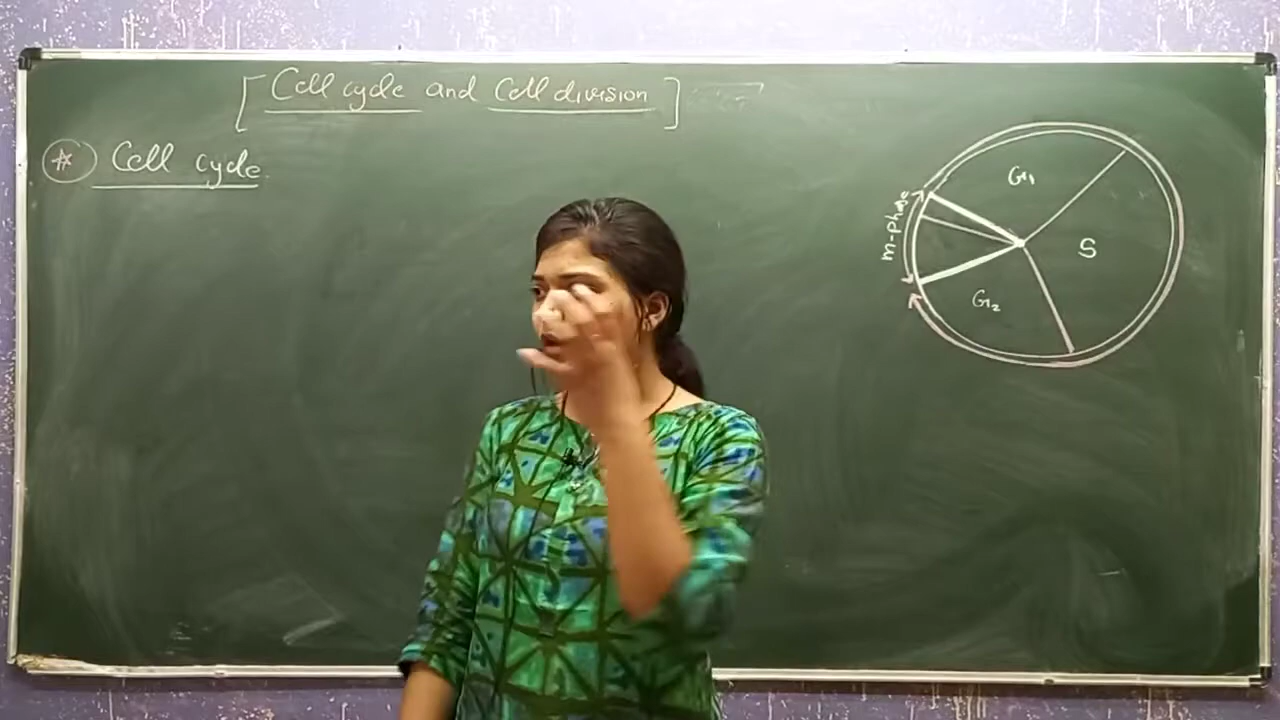 [Cell cycle and Cell division]
* Cell cycle
G1
S
G2
m-phase